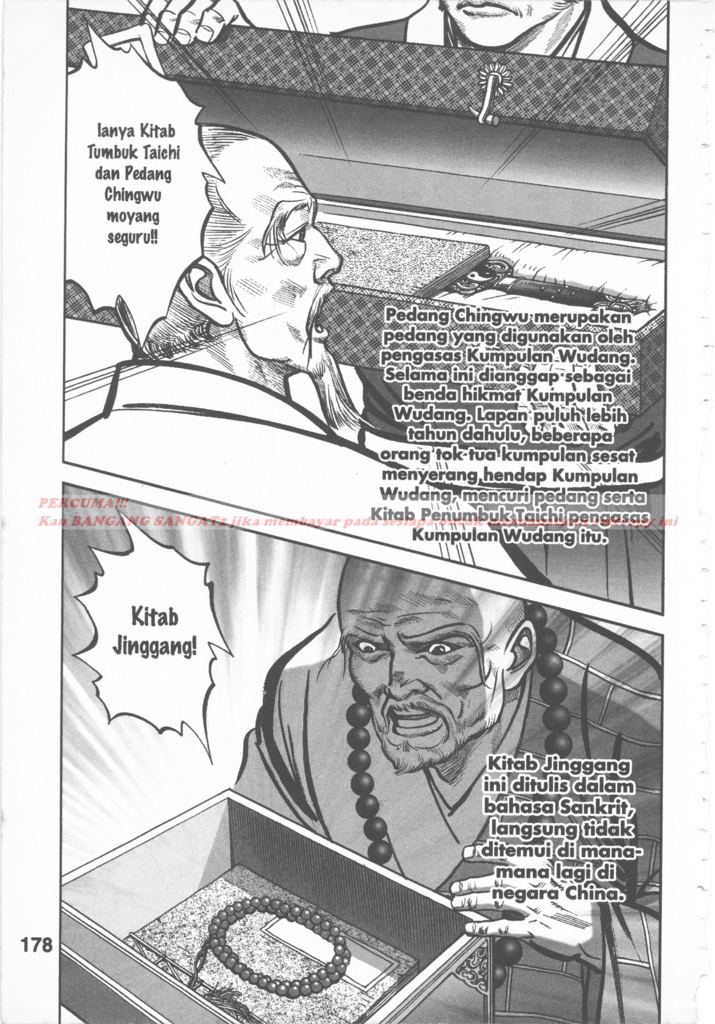 Ianya Kitab
Tumbuk Taichi
dan Pedang
Chingwu
moyang
seguru!!
Pedang Chingwu merupakan
pedang yang digunakan oleh
pengasas Kumpulan Wudang.
Selama ini dianggap sebagai
benda hikmat Kumpulan
Wudang. Lapan puluh lebih
tahun dahulu, beberapa
orang tok tua kumpulan sesat
menyerang hendap Kumpulan
Wudang, mencuri pedang serta
Kitab Penumbuk Taichi pengasas
Kumpulan Wudang itu.
PERCUMA!!!
Kau BANGANG SANGATz jika membayar pada sesiapa ini
Kitab
Jinggang!
Kitab Jinggang
ini ditulis dalam
bahasa Sankrit,
langsung tidak
ditemui di mana-
mana lagi di
negara China.
178